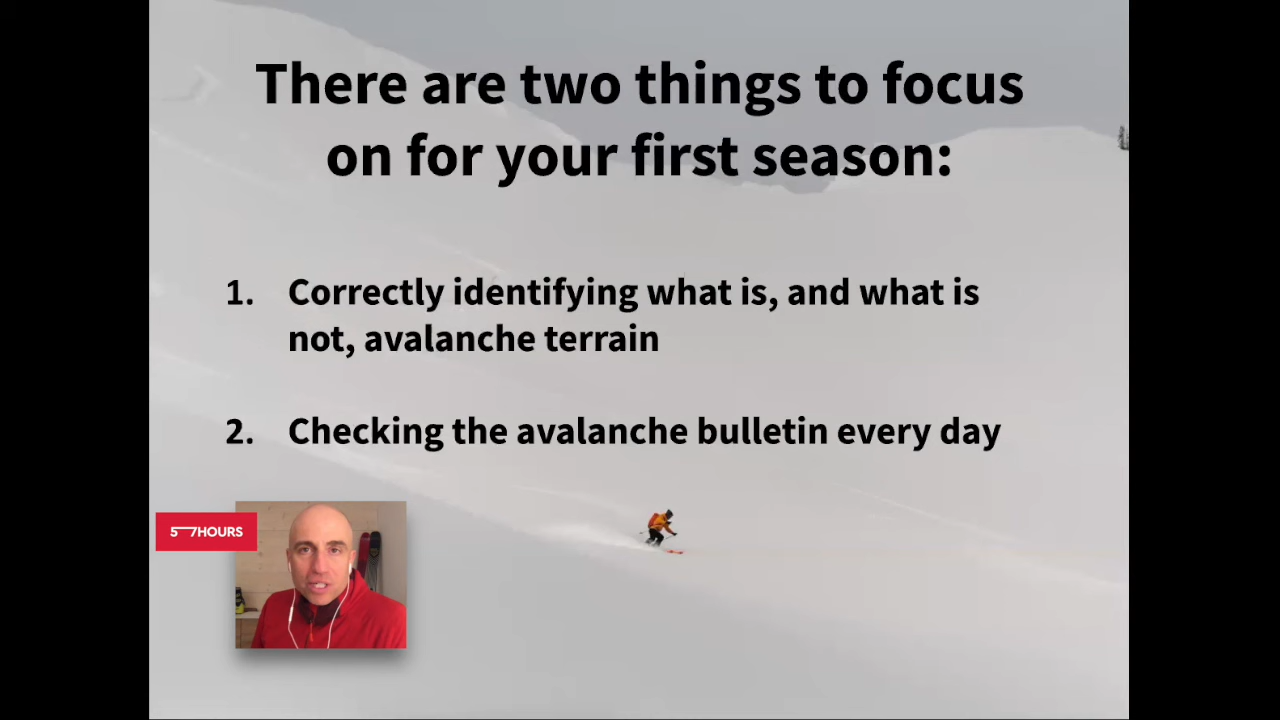 There are two things to focus
on for your first season:
1. Correctly identifying what is, and what is
not, avalanche terrain
2. Checking the avalanche bulletin every day
5—7HOURS